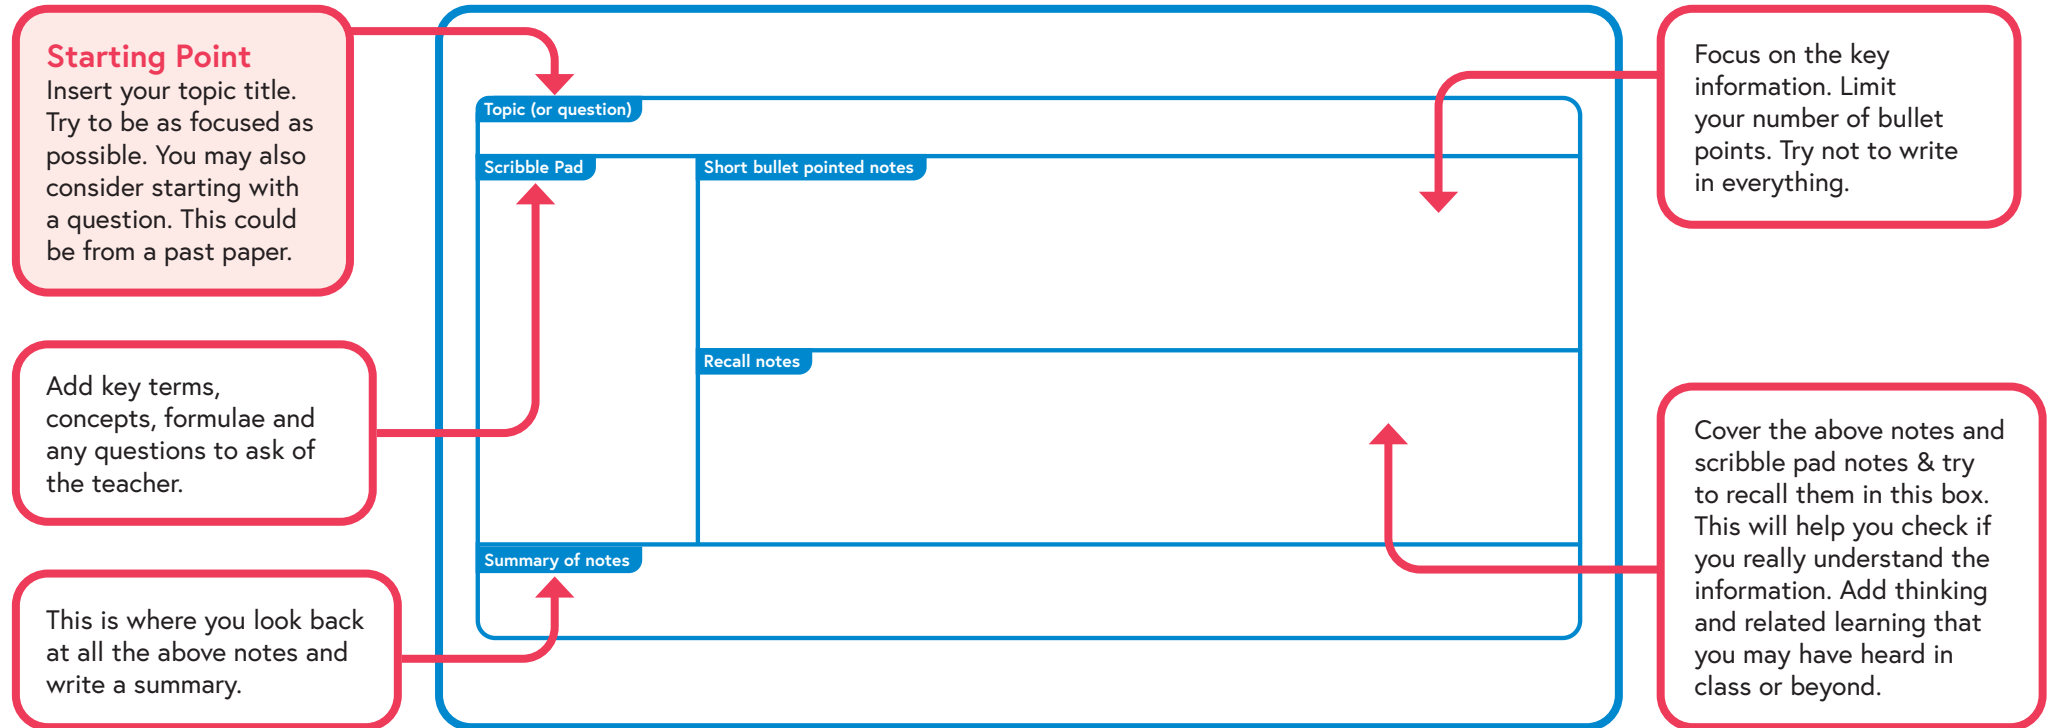 Starting Point
Insert your topic title.
Try to be as focused as
possible. You may also
consider starting with
a question. This could
be from a past paper.
Add key terms,
concepts, formulae and
any questions to ask of
the teacher.
This is where you look back
at all the above notes and
write a summary.
Topic (or question)
Scribble Pad
Short bullet pointed notes
Recall notes
Summary of notes
Focus on the key
information. Limit
your number of bullet
points. Try not to write
in everything.
Cover the above notes and
scribble pad notes & try
to recall them in this box.
This will help you check if
you really understand the
information. Add thinking
and related learning that
you may have heard in
class or beyond.